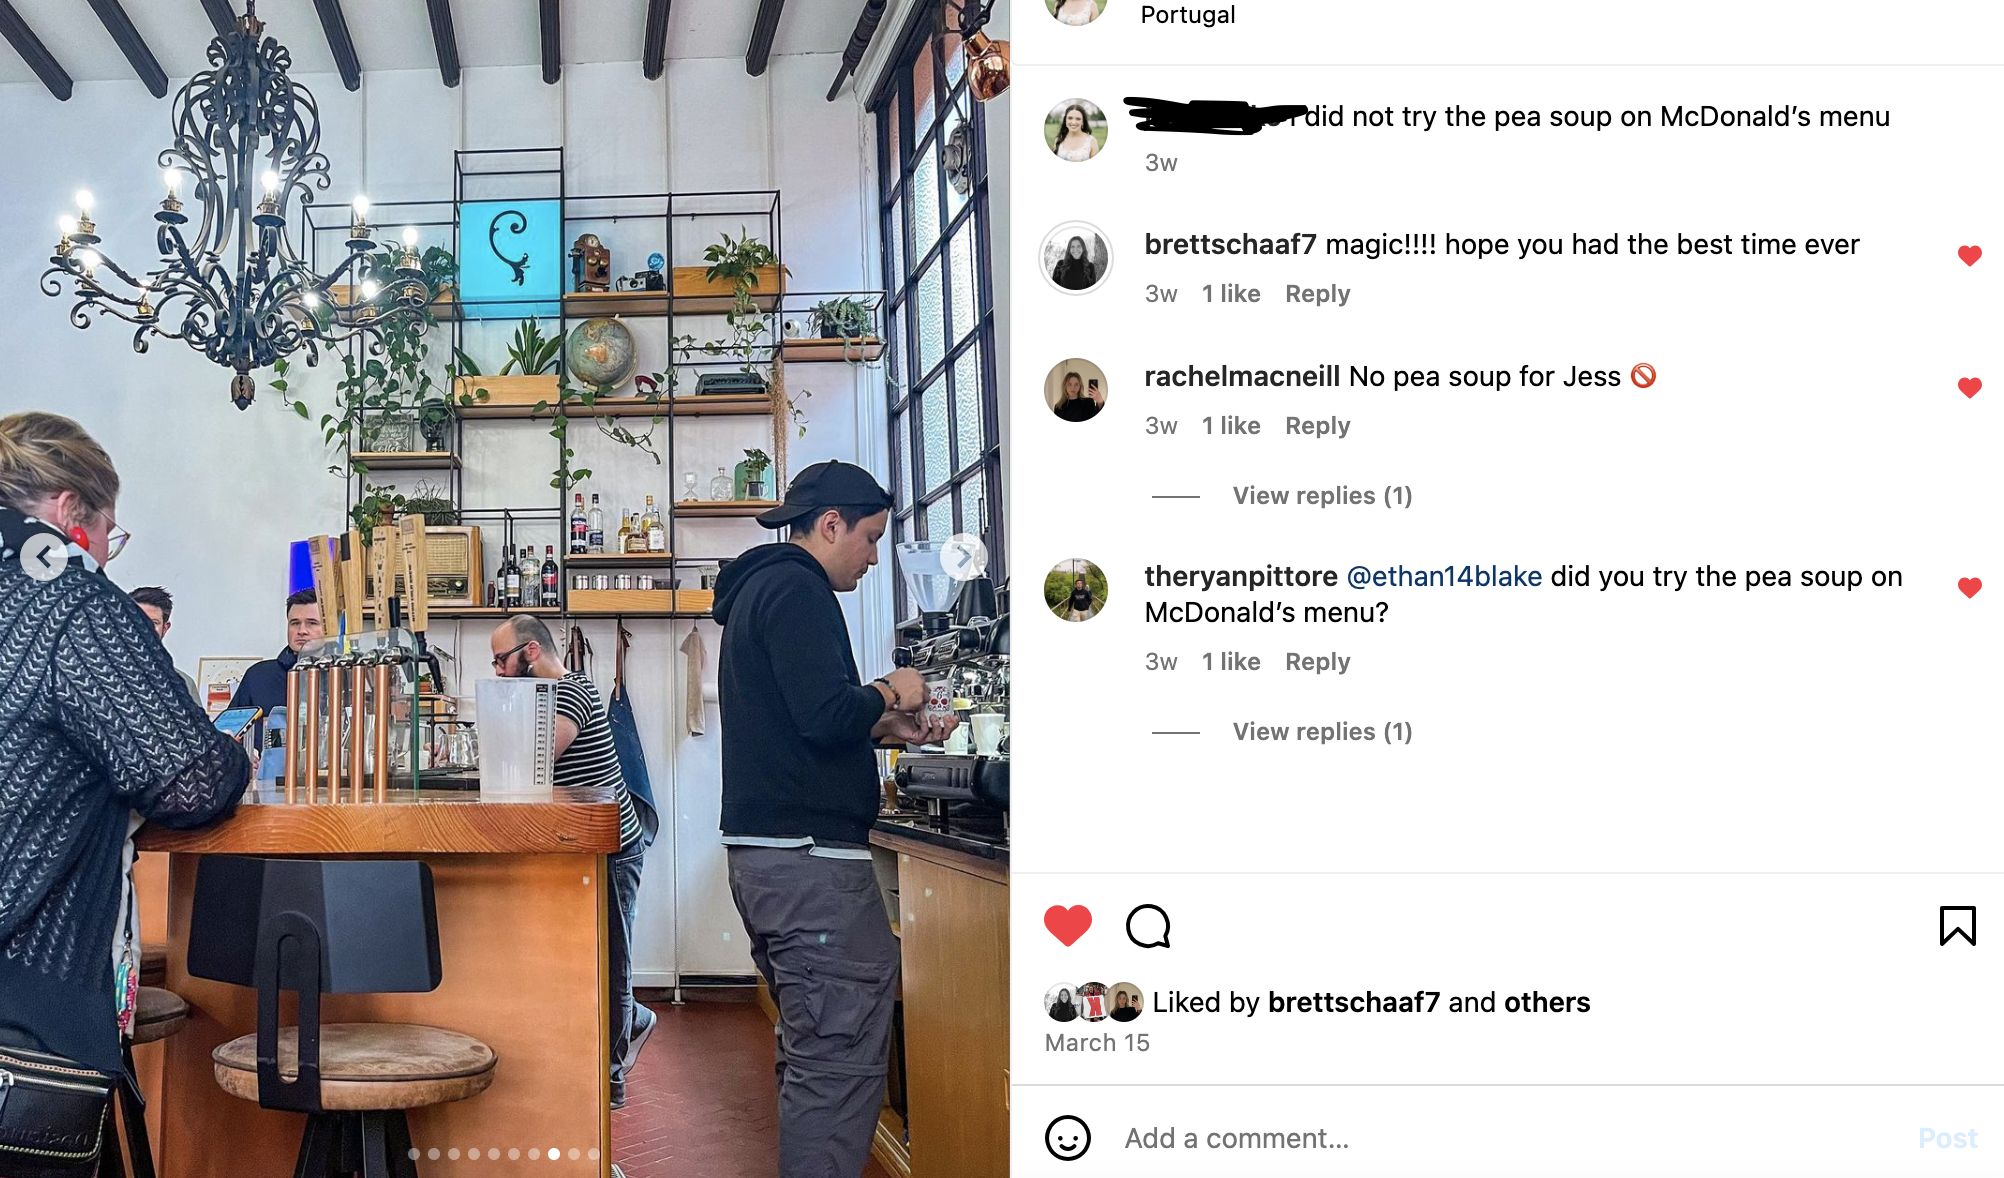 Portugal
did not try the pea soup on McDonald’s menu
3w
brettschaaf7 magic!!!! hope you had the best time ever
3w 1 like Reply
rachelmacneill No pea soup for Jess 🚫
3w 1 like Reply
View replies (1)
theryanpittore @ethan14blake did you try the pea soup on
McDonald’s menu?
3w 1 like Reply
View replies (1)
Liked by brettschaaf7 and others
March 15
Add a comment...
Post